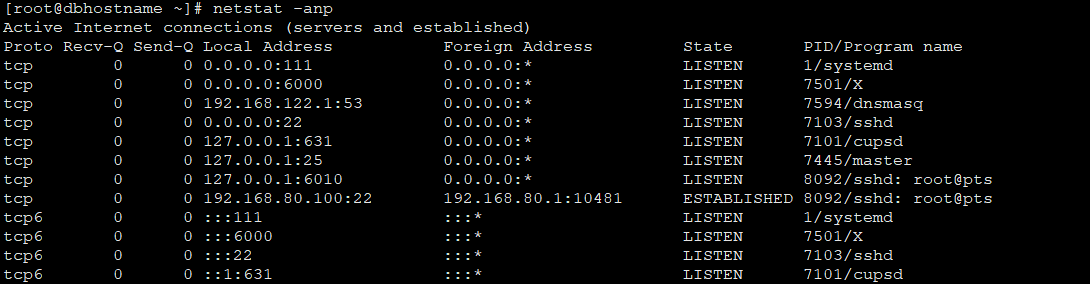 [root@dbhostname ~]# netstat -anp
Active Internet connections (servers and established)
Proto Recv-Q Send-Q Local Address           Foreign Address         State       PID/Program name
tcp        0      0 0.0.0.0:111             0.0.0.0:*               LISTEN      1/systemd
tcp        0      0 0.0.0.0:6000            0.0.0.0:*               LISTEN      7501/X
tcp        0      0 192.168.122.1:53        0.0.0.0:*               LISTEN      7594/dnsmasq
tcp        0      0 0.0.0.0:22              0.0.0.0:*               LISTEN      7103/sshd
tcp        0      0 127.0.0.1:631           0.0.0.0:*               LISTEN      7101/cupsd
tcp        0      0 127.0.0.1:25            0.0.0.0:*               LISTEN      7445/master
tcp        0      0 127.0.0.1:6010          0.0.0.0:*               LISTEN      8092/sshd: root@pts
tcp        0      0 192.168.80.100:22       192.168.80.1:10481      ESTABLISHED 8092/sshd: root@pts
tcp6       0      0 :::111                  :::*                    LISTEN      1/systemd
tcp6       0      0 :::6000                 :::*                    LISTEN      7501/X
tcp6       0      0 :::22                   :::*                    LISTEN      7103/sshd
tcp6       0      0 ::1:631                 :::*                    LISTEN      7101/cupsd